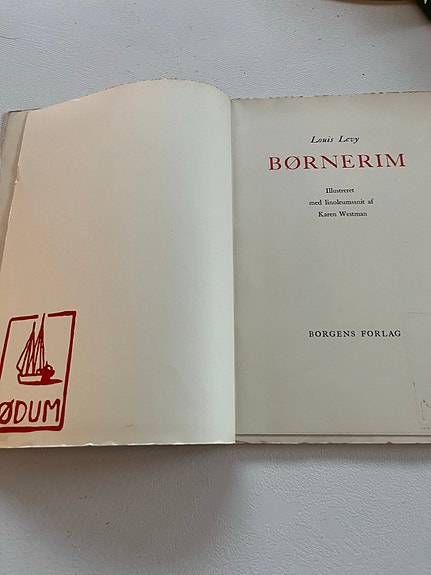 ØDUM
Louis Levy
BØRNERIM
Illustreret
med linoleumssnit af
Karen Westman
BORGENS FORLAG